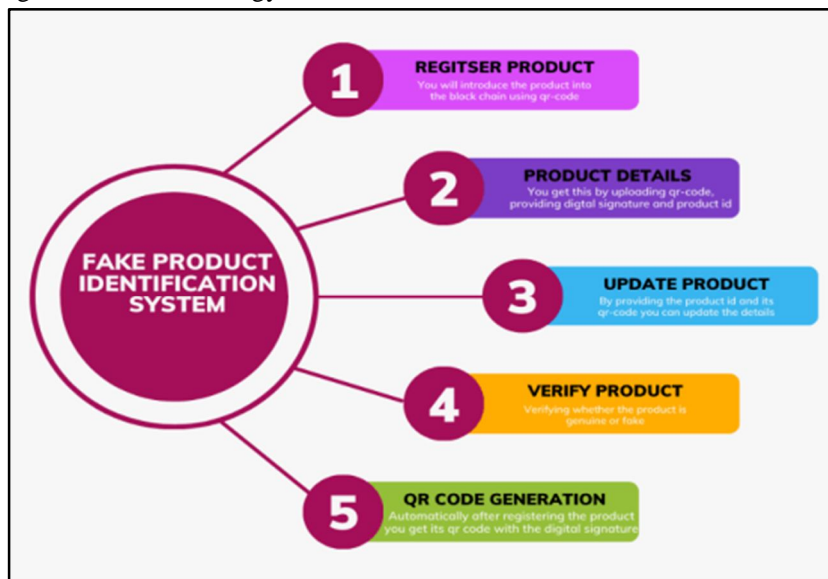 FAKE PRODUCT
IDENTIFICATION
SYSTEM
1
REGITSER PRODUCT
You will introduce the product into
the block chain using qr-code
2
PRODUCT DETAILS
You get this by uploading qr-code,
providing digtal signature and product id
3
UPDATE PRODUCT
By providing the product id and its
qr-code you can update the details
4
VERIFY PRODUCT
Verifying whether the product is
genuine or fake
5
QR CODE GENERATION
Automatically after registering the product
you get its qr code with the digital signature